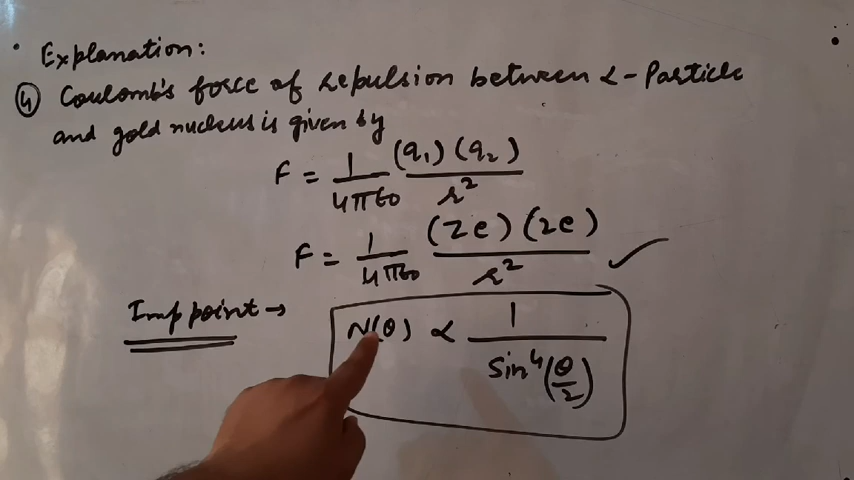 • Explanation:
④ Coulomb's force of repulsion between α-Particle
and gold nucleus is given by
F = 1/4πε₀ (q₁)(q₂)/r²
F = 1/4πε₀ (Ze)(2e)/r² ✓
Imp point → N(θ) ∝ 1/sin⁴(θ/2)